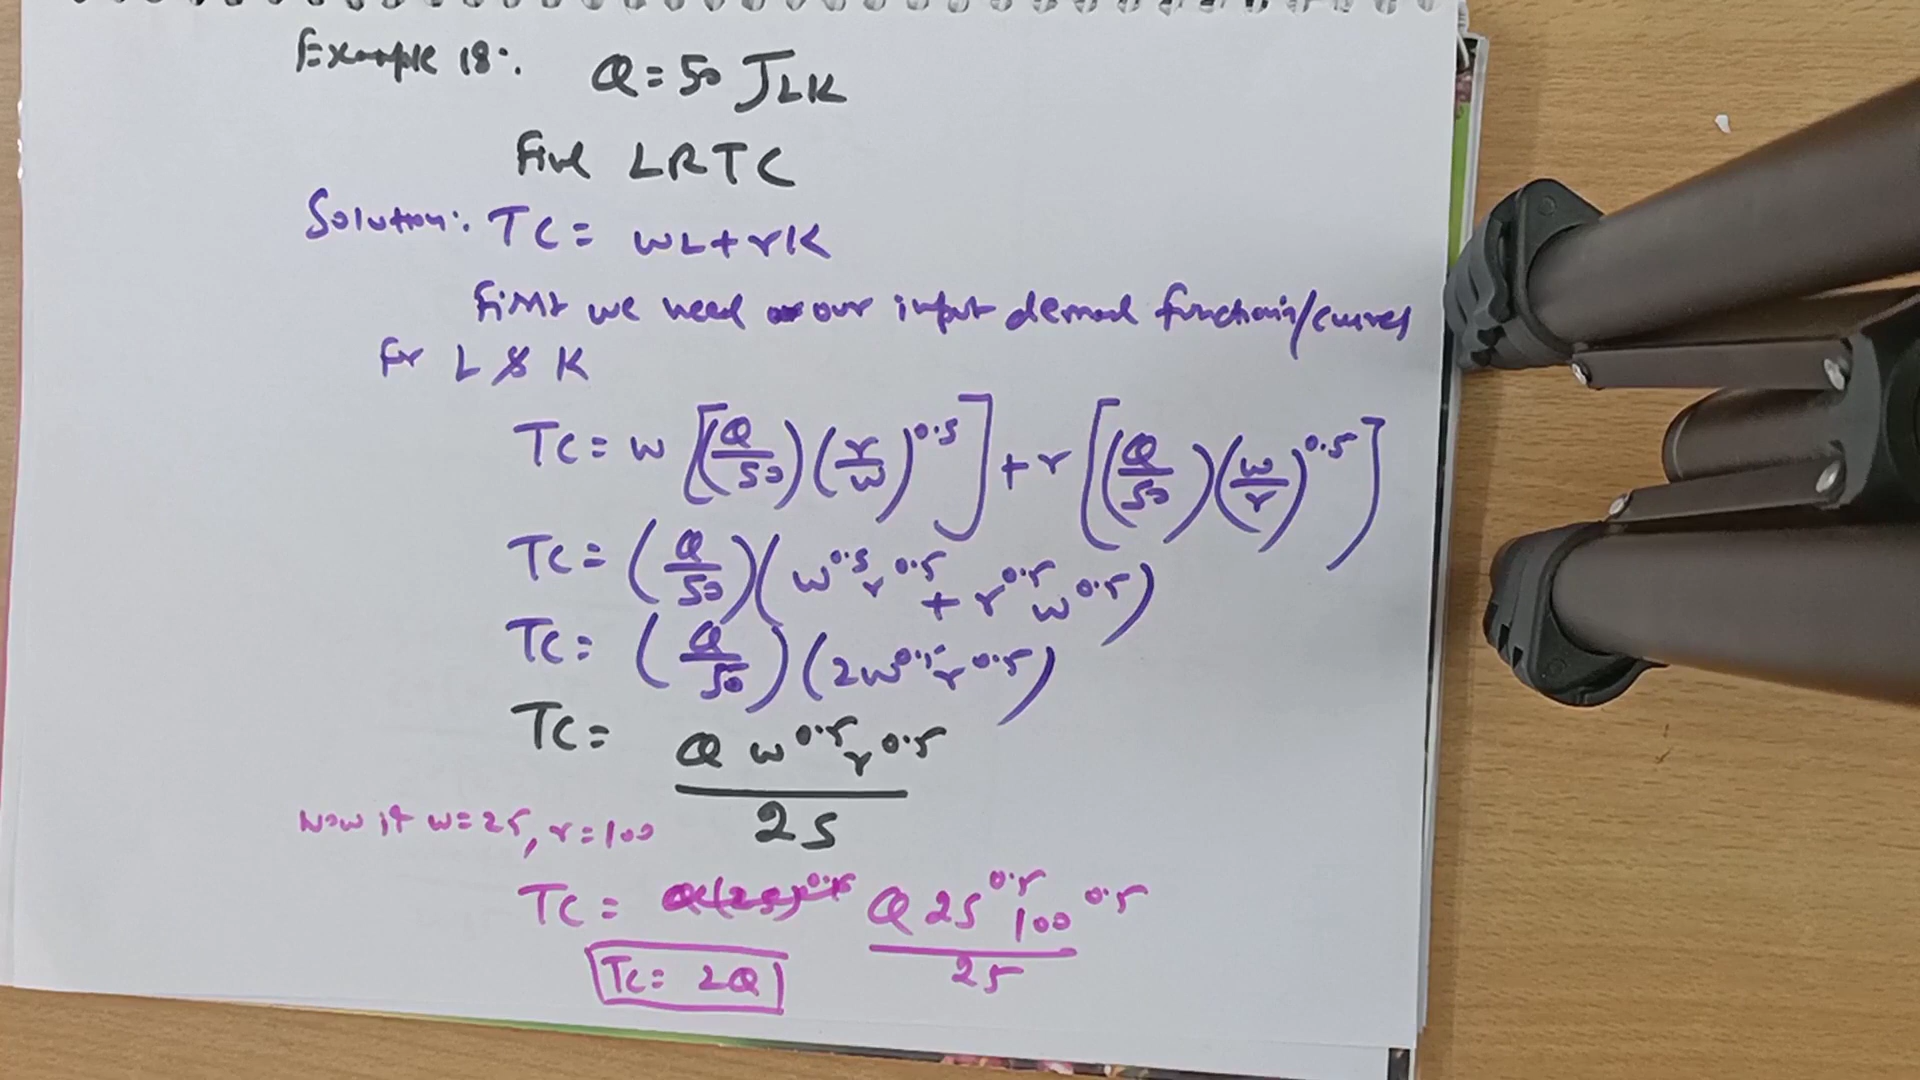 Example 18:. Q = 50 √LK
Find LRTC
Solution:. TC = wL + rK
First we need our input demand functions/curves
for L & K
TC = w [(Q/50)(r/w)^0.5] + r [(Q/50)(w/r)^0.5]
TC = (Q/50)(w^0.5 r^0.5 + r^0.5 w^0.5)
TC = (Q/50)(2w^0.5 r^0.5)
TC = Q w^0.5 r^0.5 / 25
Now if w = 25, r = 100
TC = Q 25^0.5 100^0.5 / 25
TC = 2Q